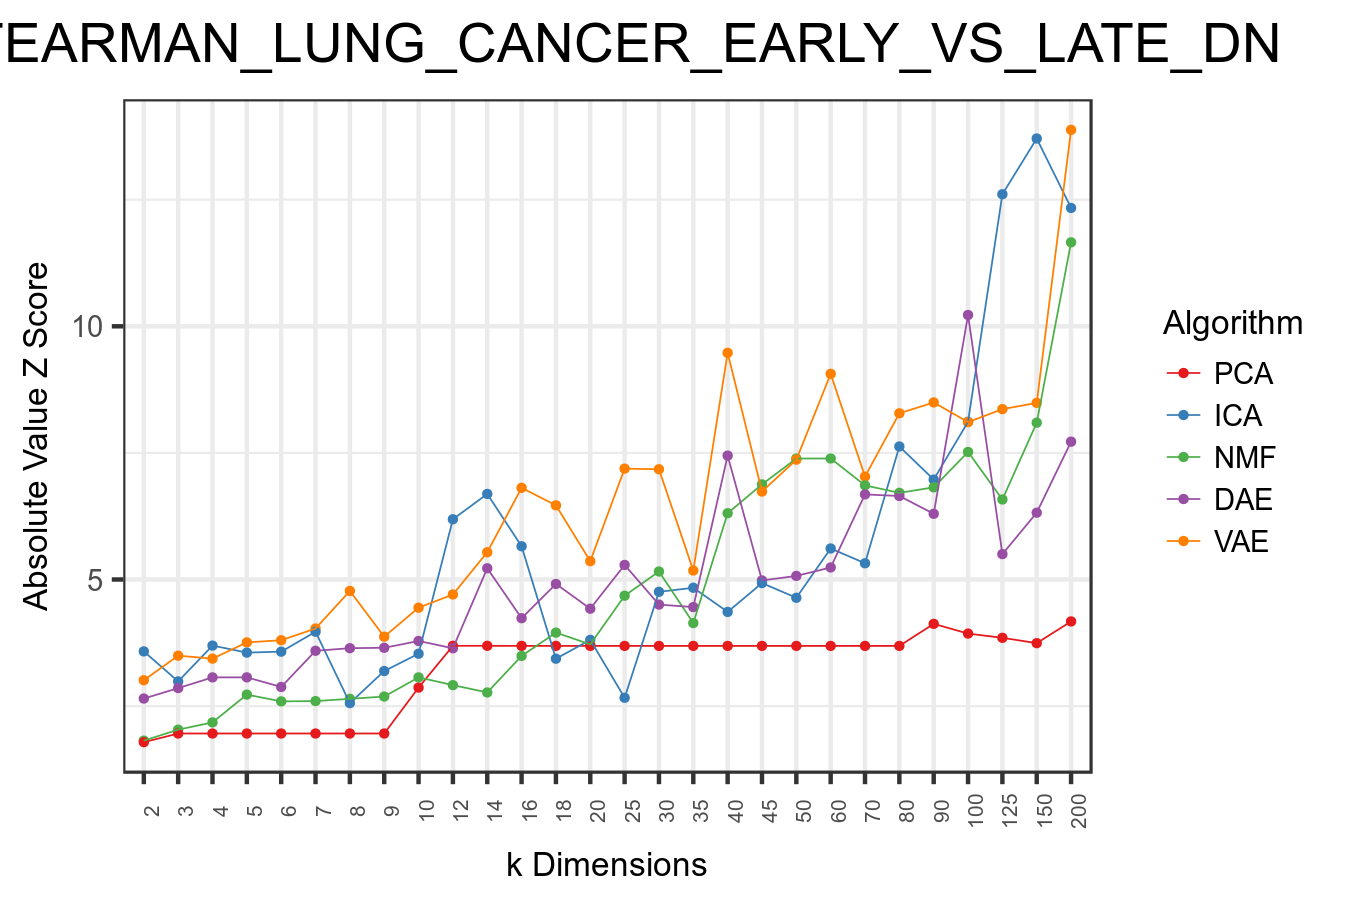 TEARMAN_LUNG_CANCER_EARLY_VS_LATE_DN
Absolute Value Z Score
10
5
2 3 4 5 6 7 8 9 10 12 14 16 18 20 25 30 35 40 45 50 60 70 80 90 100 125 150 200
k Dimensions
Algorithm
PCA
ICA
NMF
DAE
VAE